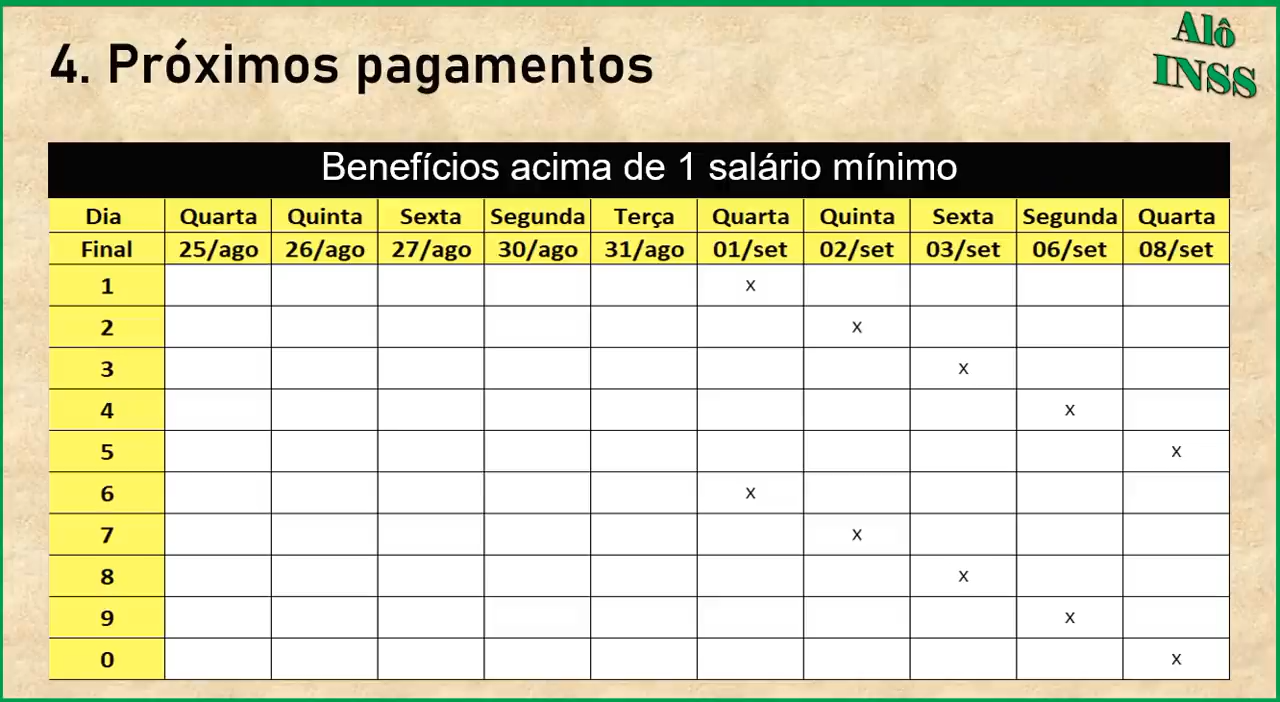 4. Próximos pagamentos
Alô
INSS
Benefícios acima de 1 salário mínimo
Dia Quarta Quinta Sexta Segunda Terça Quarta Quinta Sexta Segunda Quarta
Final 25/ago 26/ago 27/ago 30/ago 31/ago 01/set 02/set 03/set 06/set 08/set
1 x
2 x
3 x
4 x
5 x
6 x
7 x
8 x
9 x
0 x